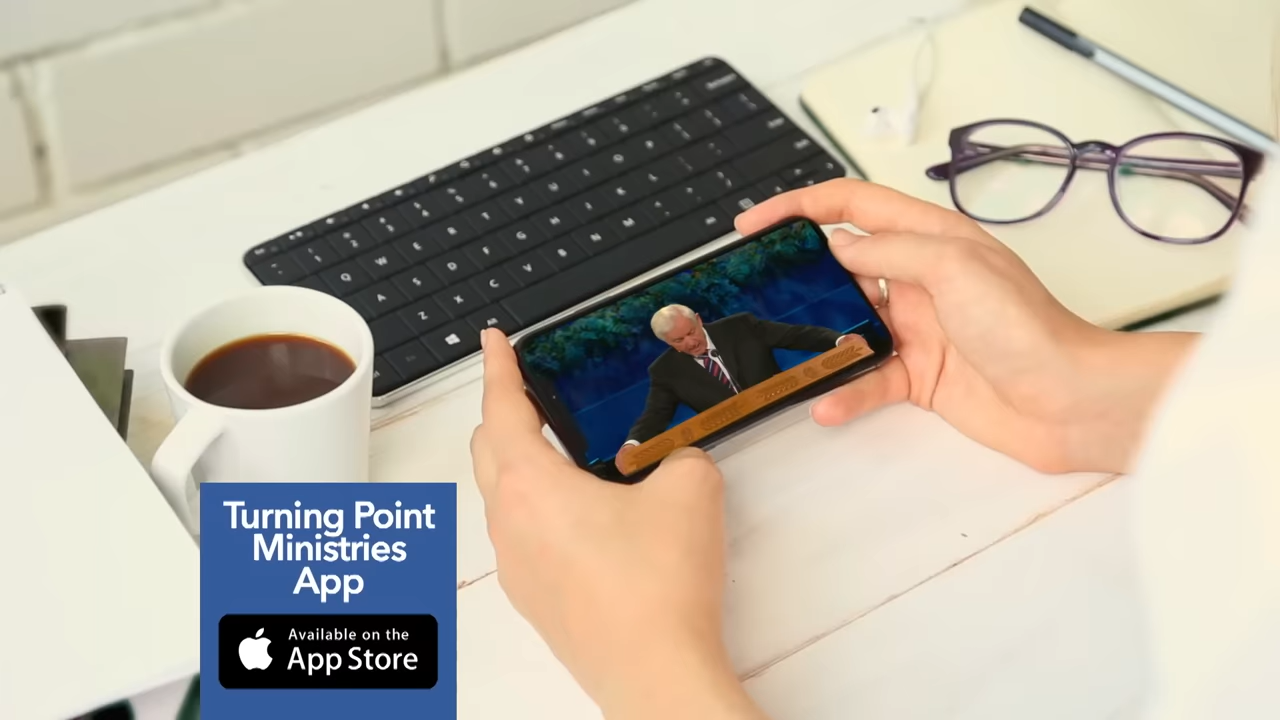 Q W E R T Y U I O P
A S D F G H J K L
Z X C V B N M
Turning Point
Ministries
App
Available on the
App Store